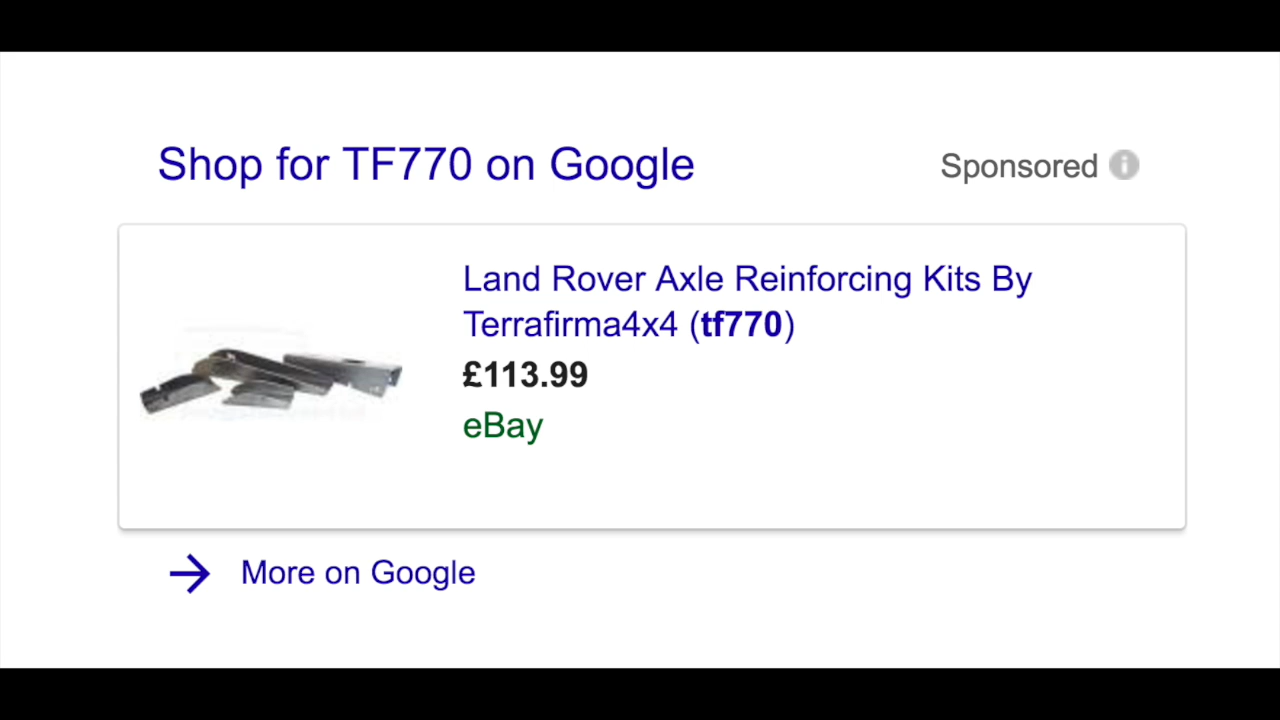 Shop for TF770 on Google
Sponsored
Land Rover Axle Reinforcing Kits By
Terrafirma4x4 (tf770)
£113.99
eBay
More on Google